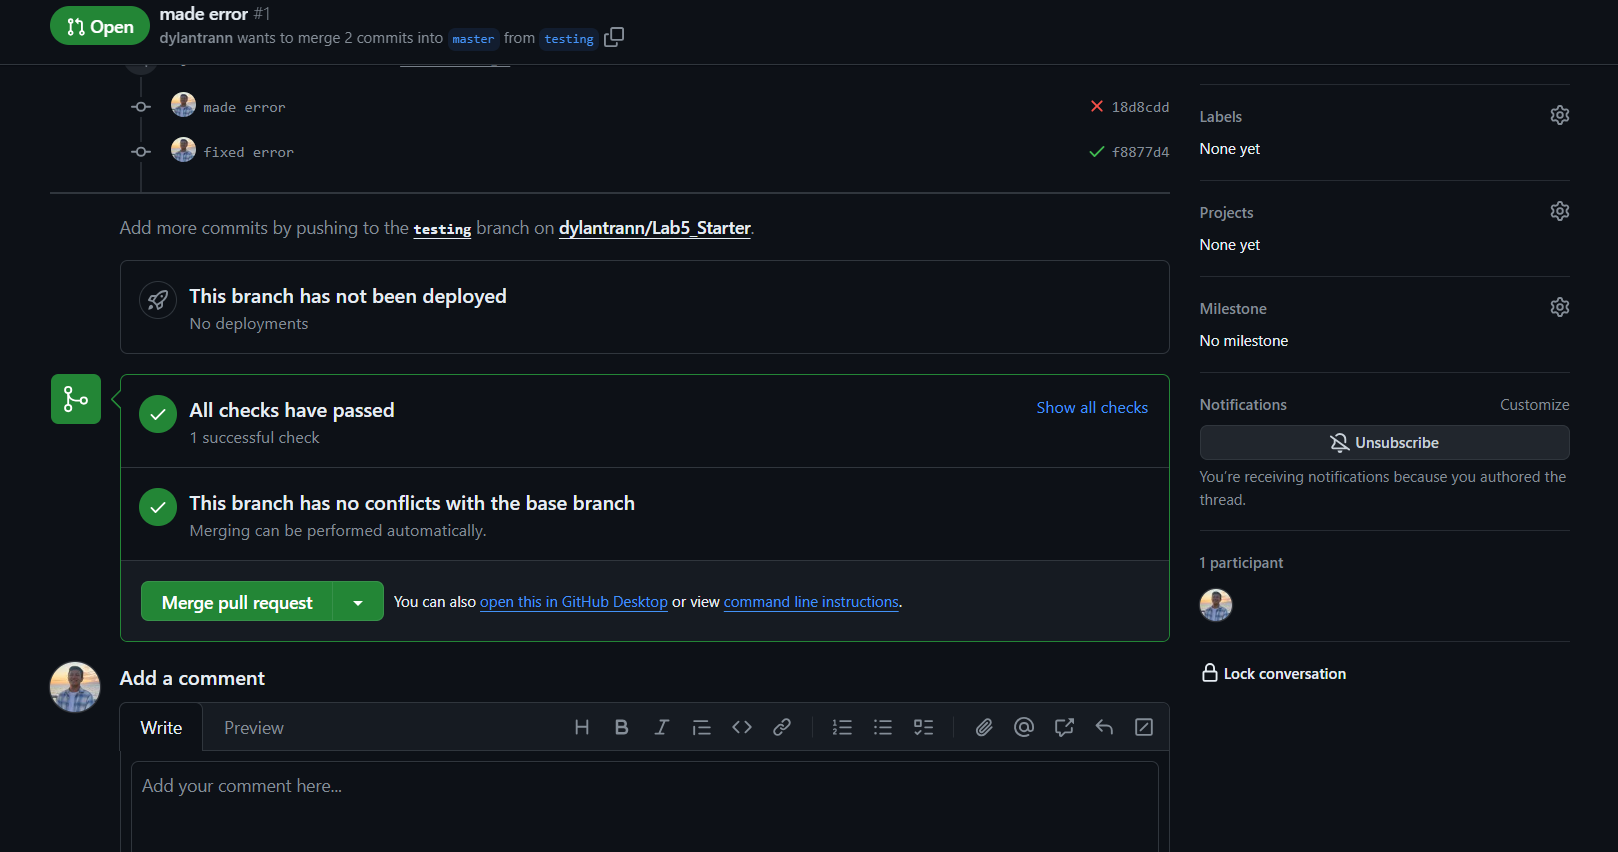 Open
made error #1
dylantrann wants to merge 2 commits into master from testing
made error 18d8cdd
fixed error f8877d4
Add more commits by pushing to the testing branch on dylantrann/Lab5_Starter.
This branch has not been deployed
No deployments
All checks have passed
Show all checks
1 successful check
This branch has no conflicts with the base branch
Merging can be performed automatically.
Merge pull request
You can also open this in GitHub Desktop or view command line instructions.
Add a comment
Write
Preview
Add your comment here...
Labels
None yet
Projects
None yet
Milestone
No milestone
Notifications
Customize
Unsubscribe
You're receiving notifications because you authored the
thread.
1 participant
Lock conversation